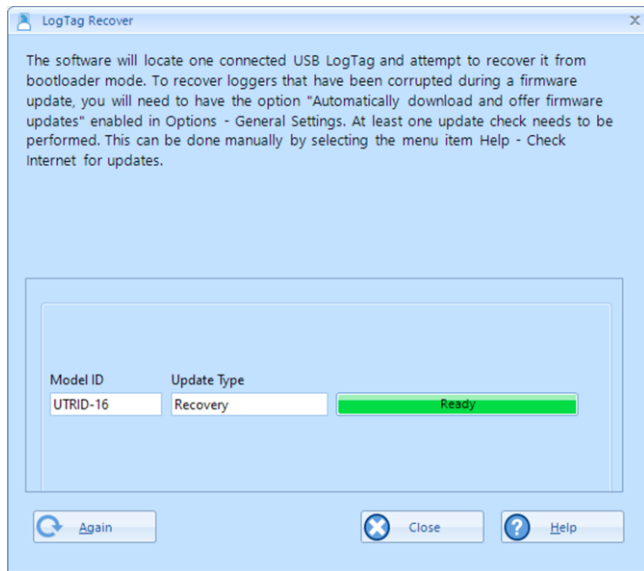 LogTag Recover
The software will locate one connected USB LogTag and attempt to recover it from
bootloader mode. To recover loggers that have been corrupted during a firmware
update, you will need to have the option "Automatically download and offer firmware
updates" enabled in Options - General Settings. At least one update check needs to be
performed. This can be done manually by selecting the menu item Help - Check
Internet for updates.
Model ID Update Type
UTRID-16 Recovery Ready
Again Close Help